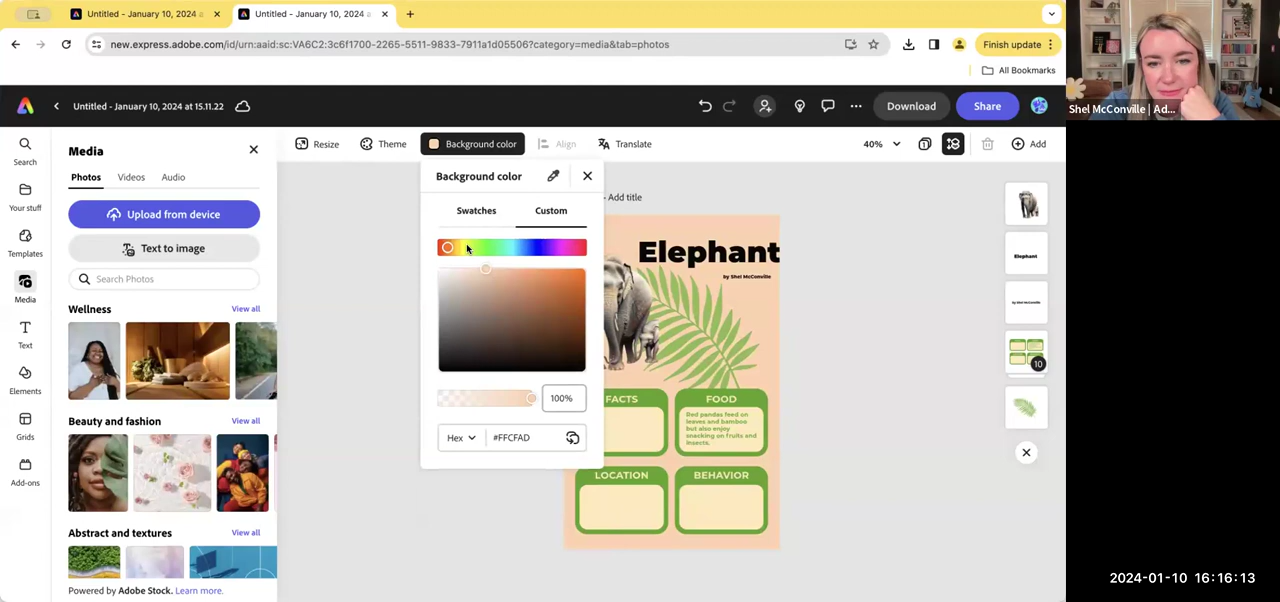 Untitled - January 10, 2024 a
Untitled - January 10, 2024 a
new.express.adobe.com/id/urn:aaid:sc:VA6C2:3c6f1700-2265-5511-9833-7911a1d05506?category=media&tab=photos
Finish update
All Bookmarks
Shel McConville | Ad...
Untitled - January 10, 2024 at 15.11.22
Download
Share
Search
Your stuff
Templates
Media
Text
Elements
Grids
Add-ons
Media
Photos
Videos
Audio
Upload from device
Text to image
Search Photos
Wellness
View all
Beauty and fashion
View all
Abstract and textures
View all
Powered by Adobe Stock. Learn more.
Resize
Theme
Background color
Align
Translate
40%
Add
Background color
Swatches
Custom
100%
Hex
#FFCFAD
- Add title
Elephant
by Shel McConville
FACTS
FOOD
Red pandas feed on
leaves and bamboo
but also enjoy
snacking on fruits and
insects.
LOCATION
BEHAVIOR
Elephant
by Shel McConville
10
2024-01-10 16:16:13